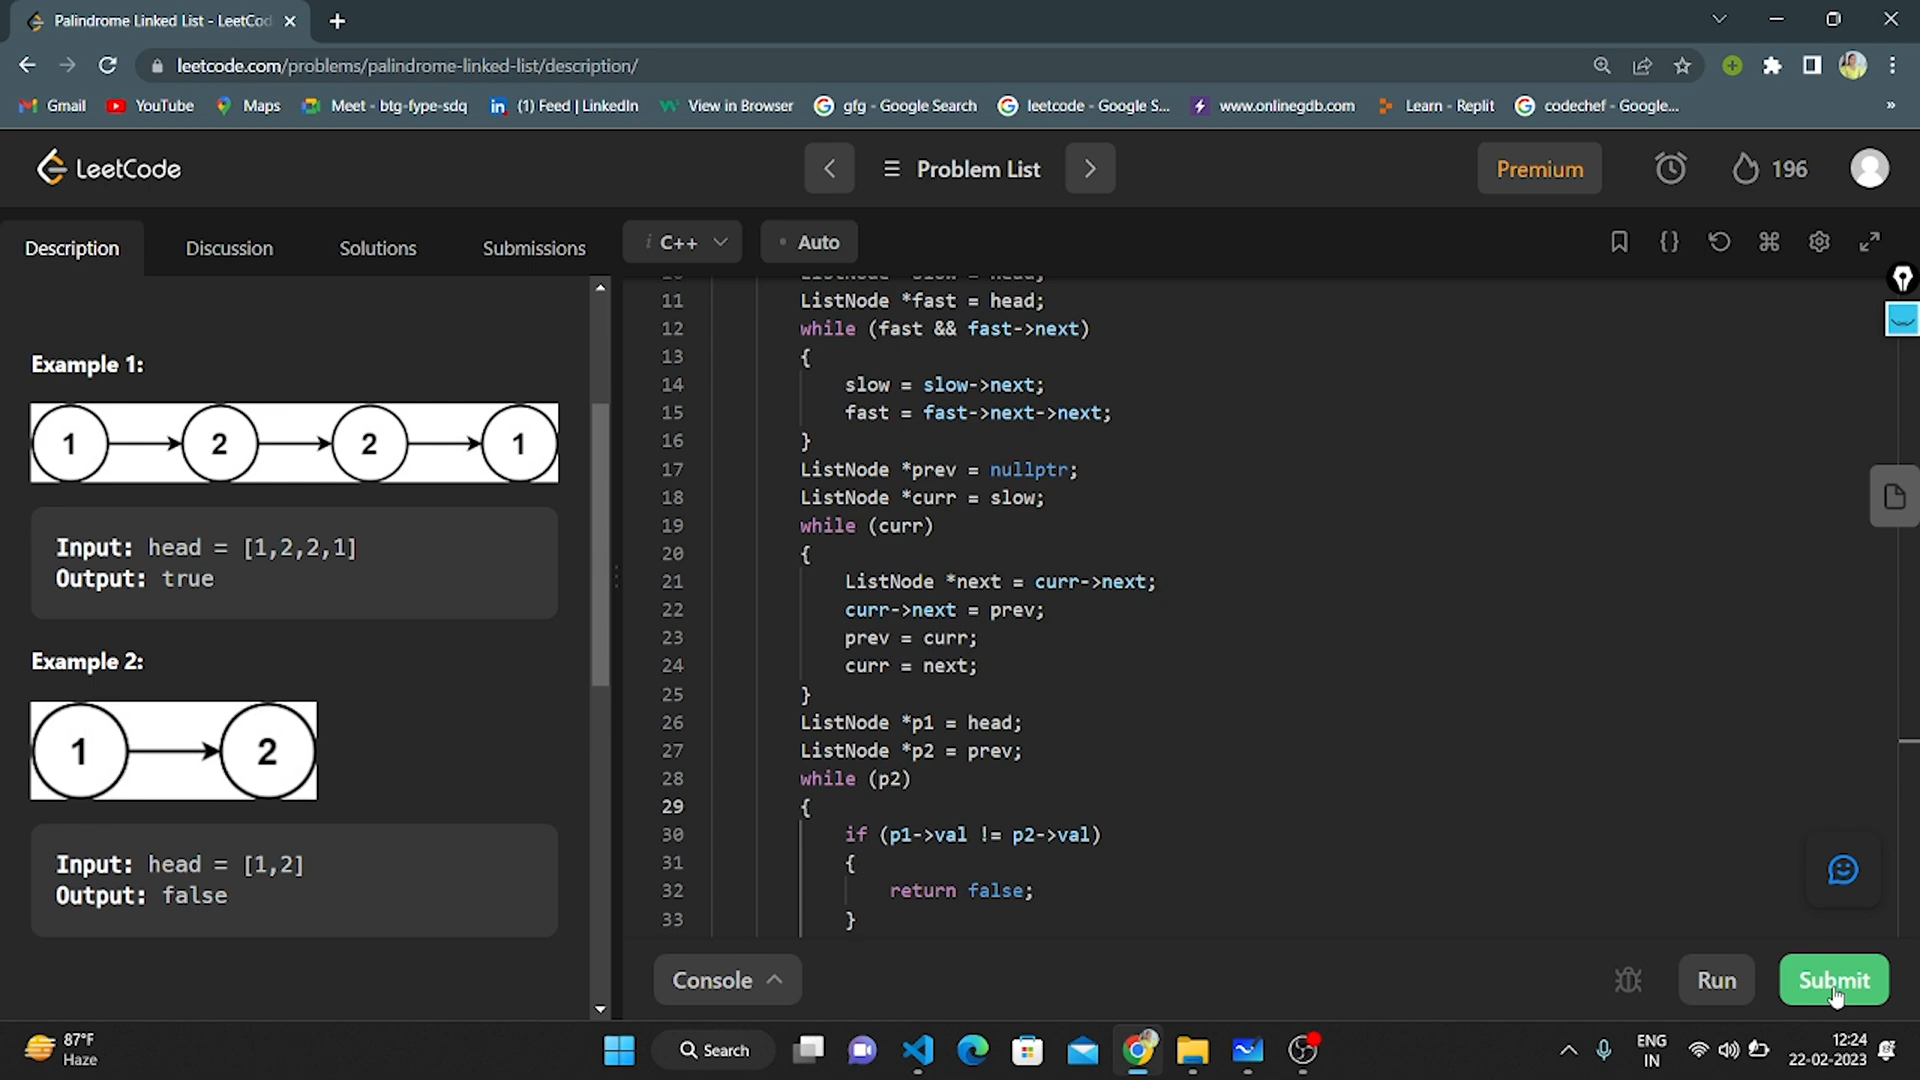 Palindrome Linked List - LeetCod
leetcode.com/problems/palindrome-linked-list/description/
Gmail YouTube Maps Meet - btg-fype-sdq (1) Feed | LinkedIn View in Browser gfg - Google Search leetcode - Google S... www.onlinegdb.com Learn - Replit codechef - Google... »
LeetCode Problem List Premium 196
Description Discussion Solutions Submissions i C++ Auto
Example 1:
1 2 2 1
Input: head = [1,2,2,1]
Output: true
Example 2:
1 2
Input: head = [1,2]
Output: false
11 ListNode *fast = head;
12 while (fast && fast->next)
13 {
14 slow = slow->next;
15 fast = fast->next->next;
16 }
17 ListNode *prev = nullptr;
18 ListNode *curr = slow;
19 while (curr)
20 {
21 ListNode *next = curr->next;
22 curr->next = prev;
23 prev = curr;
24 curr = next;
25 }
26 ListNode *p1 = head;
27 ListNode *p2 = prev;
28 while (p2)
29 {
30 if (p1->val != p2->val)
31 {
32 return false;
33 }
Console Run Submit
87°F
Haze
Search
ENG
IN
12:24
22-02-2023